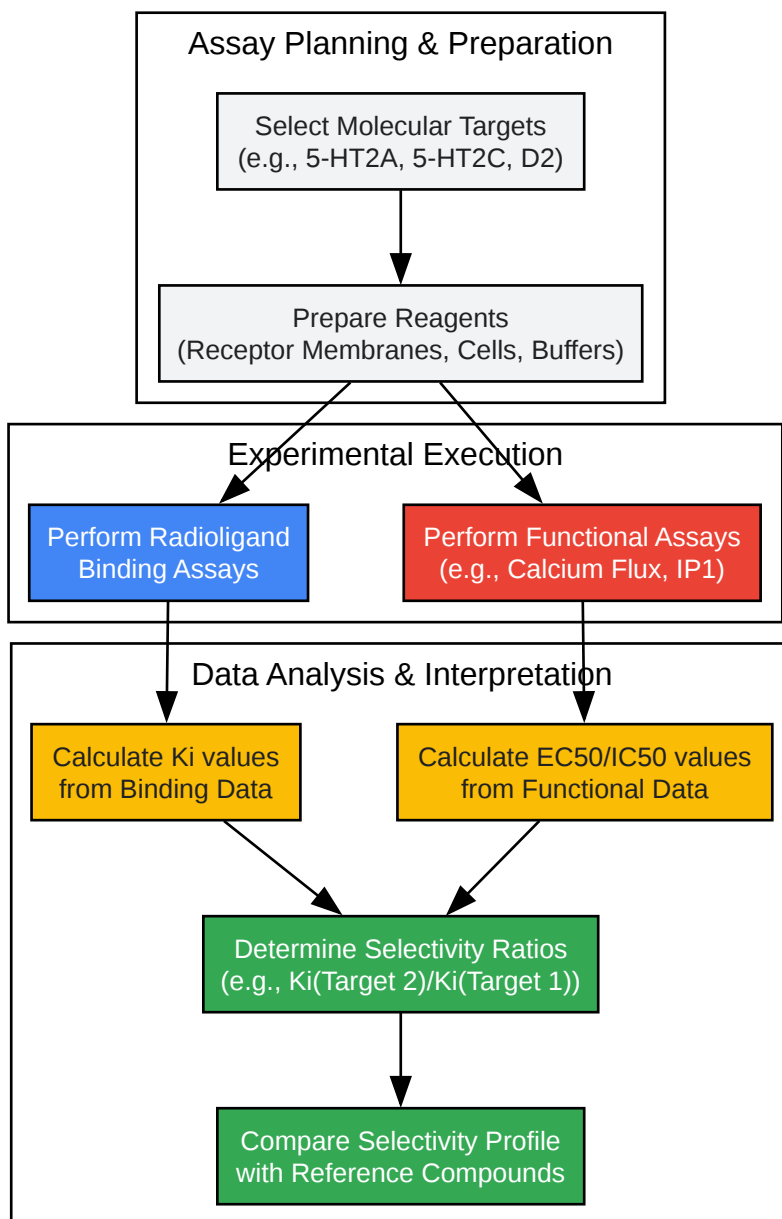 Assay Planning & Preparation
Select Molecular Targets
(e.g., 5-HT2A, 5-HT2C, D2)
Prepare Reagents
(Receptor Membranes, Cells, Buffers)
Experimental Execution
Perform Radioligand
Binding Assays
Perform Functional Assays
(e.g., Calcium Flux, IP1)
Data Analysis & Interpretation
Calculate Ki values
from Binding Data
Calculate EC50/IC50 values
from Functional Data
Determine Selectivity Ratios
(e.g., Ki(Target 2)/Ki(Target 1))
Compare Selectivity Profile
with Reference Compounds